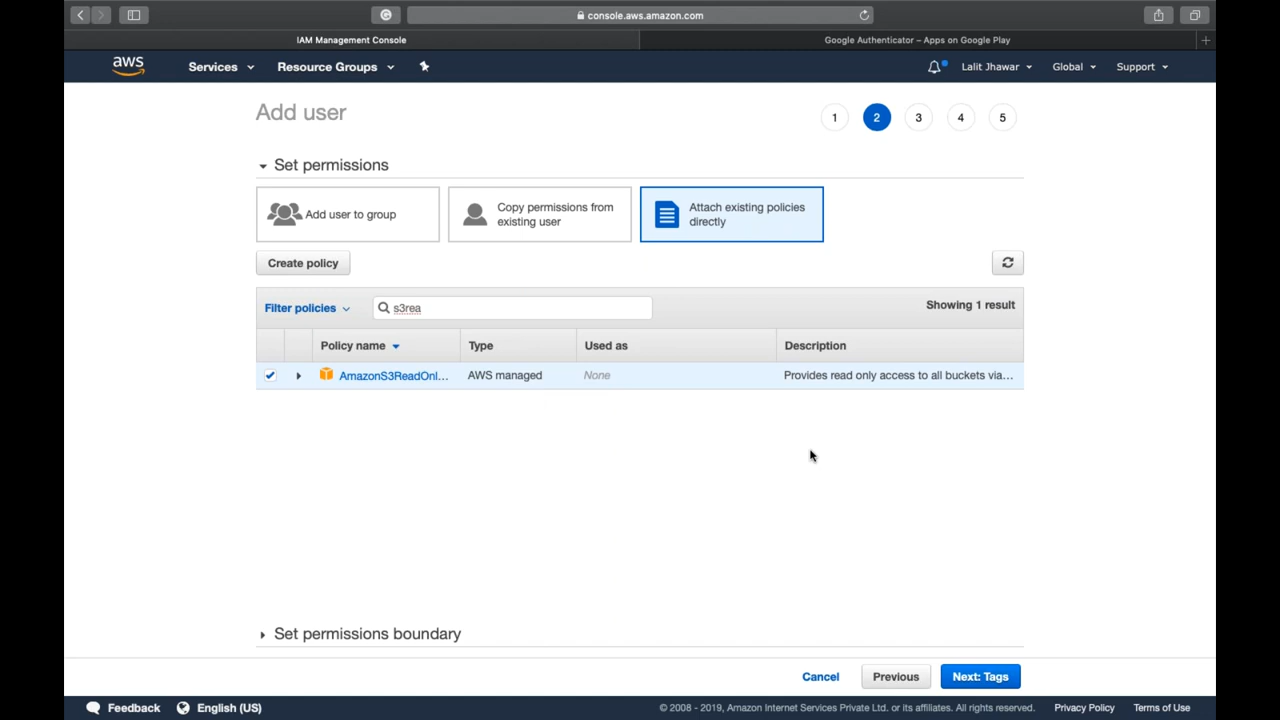 console.aws.amazon.com
IAM Management Console
Google Authenticator – Apps on Google Play
aws
Services
Resource Groups
Lalit Jhawar
Global
Support
Add user
1
2
3
4
5
Set permissions
Add user to group
Copy permissions from
existing user
Attach existing policies
directly
Create policy
Filter policies
s3rea
Showing 1 result
Policy name
Type
Used as
Description
AmazonS3ReadOnl...
AWS managed
None
Provides read only access to all buckets via...
Set permissions boundary
Cancel
Previous
Next: Tags
Feedback
English (US)
© 2008 - 2019, Amazon Internet Services Private Ltd. or its affiliates. All rights reserved.
Privacy Policy
Terms of Use